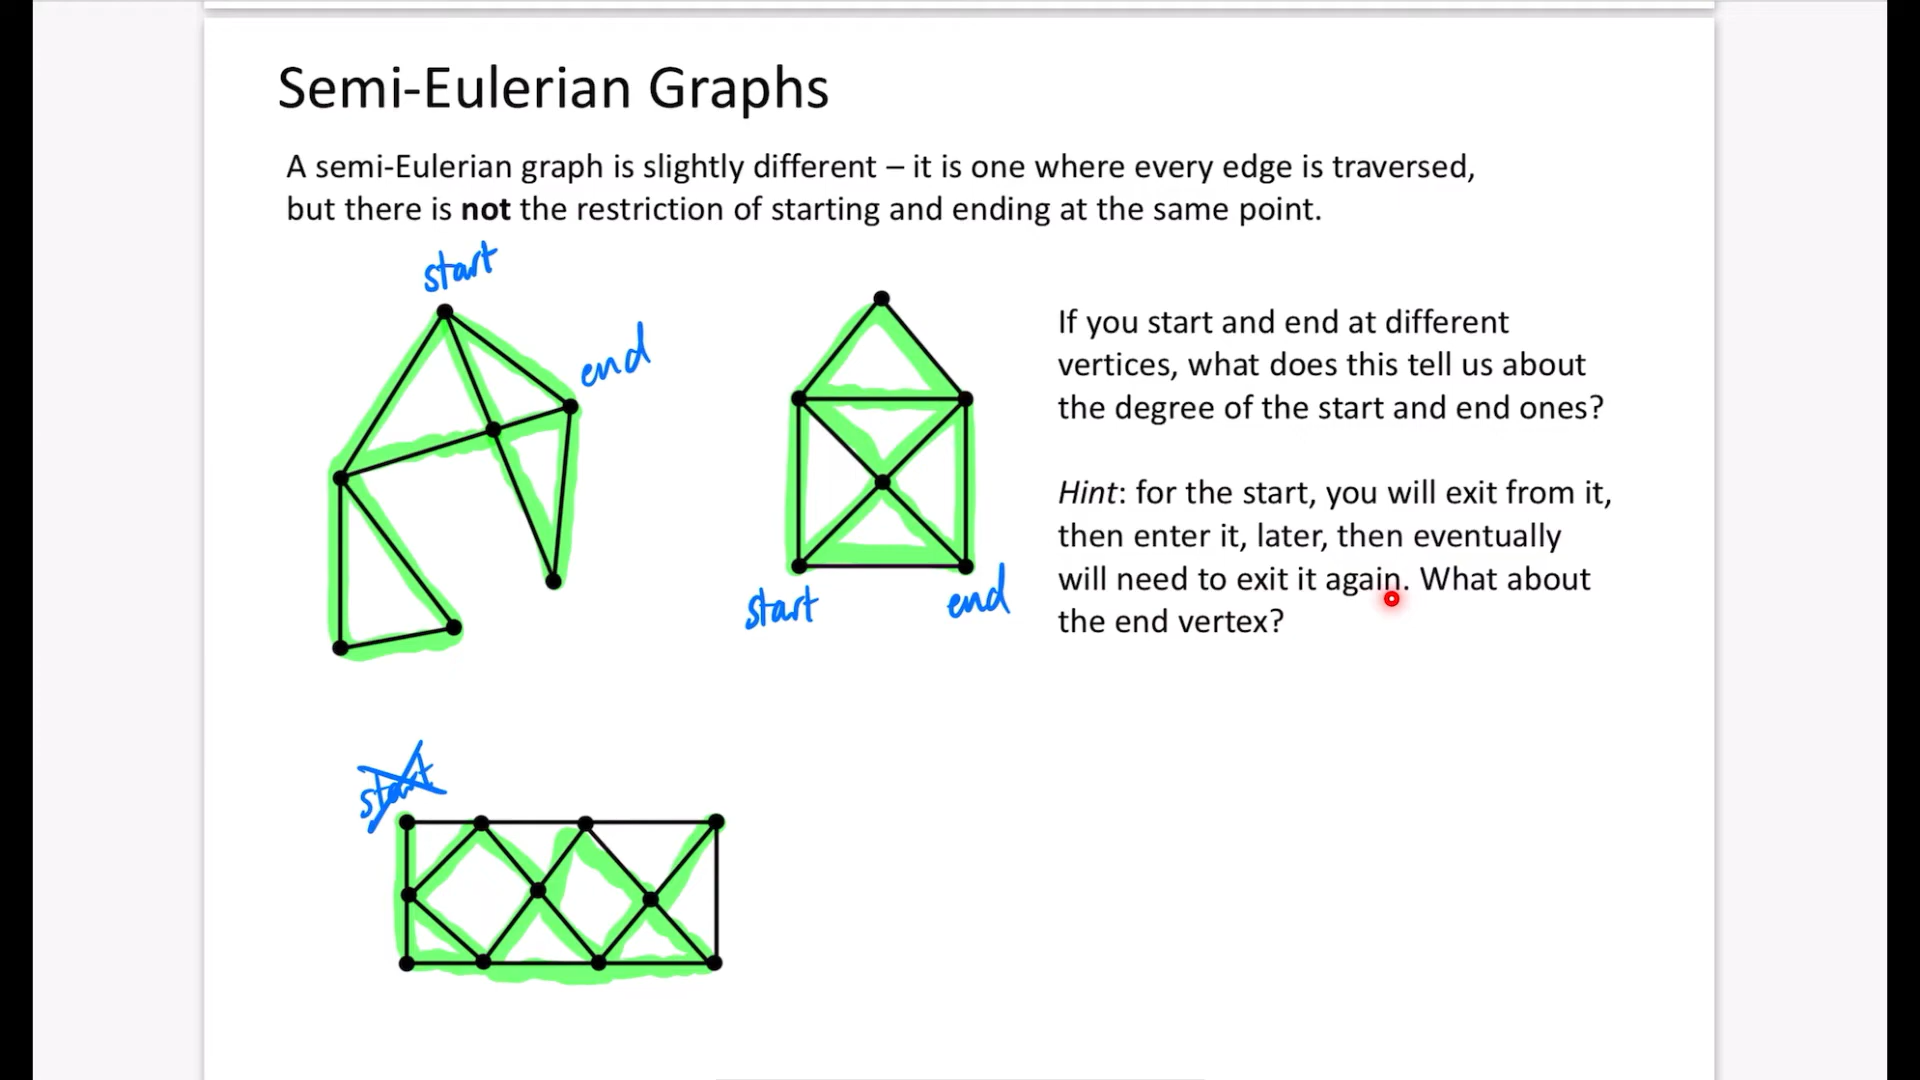 Semi-Eulerian Graphs
A semi-Eulerian graph is slightly different – it is one where every edge is traversed,
but there is not the restriction of starting and ending at the same point.
start
end
If you start and end at different
vertices, what does this tell us about
the degree of the start and end ones?
Hint: for the start, you will exit from it,
then enter it, later, then eventually
will need to exit it again. What about
the end vertex?
start
end
start